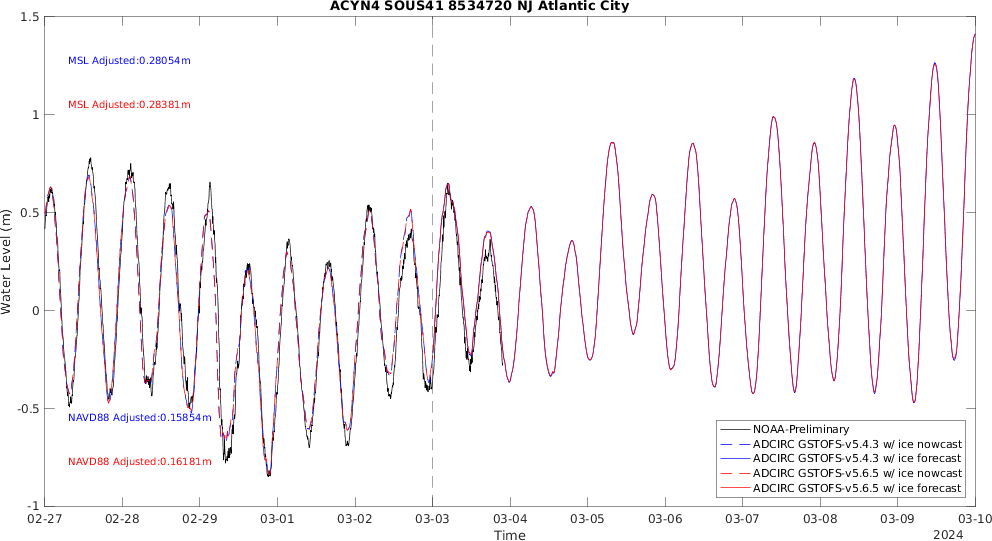 ACYN4 SOUS41 8534720 NJ Atlantic City
1.5
1
0.5
0
-0.5
-1
Water Level (m)
MSL Adjusted:0.28054m
MSL Adjusted:0.28381m
NAVD88 Adjusted:0.15854m
NAVD88 Adjusted:0.16181m
NOAA-Preliminary
ADCIRC GSTOFS-v5.4.3 w/ ice nowcast
ADCIRC GSTOFS-v5.4.3 w/ ice forecast
ADCIRC GSTOFS-v5.6.5 w/ ice nowcast
ADCIRC GSTOFS-v5.6.5 w/ ice forecast
02-27 02-28 02-29 03-01 03-02 03-03 03-04 03-05 03-06 03-07 03-08 03-09 03-10
Time
2024